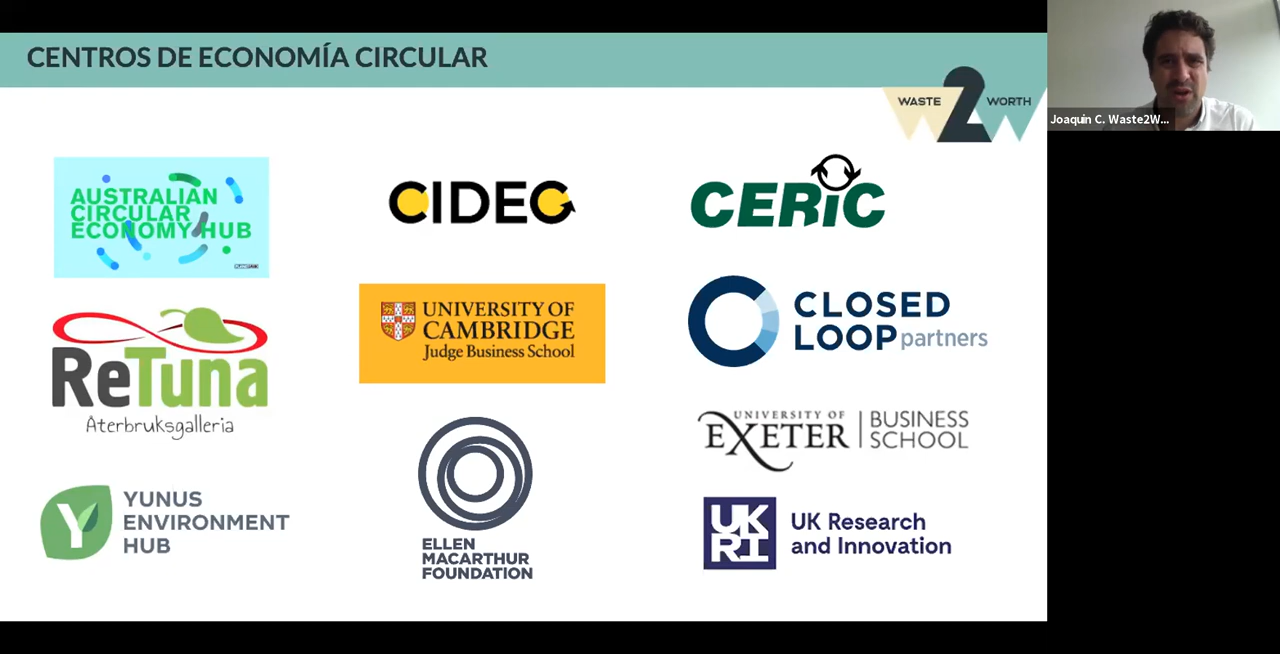 CENTROS DE ECONOMÍA CIRCULAR
WASTE 2 WORTH
Joaquin C. Waste2W...
AUSTRALIAN
CIRCULAR
ECONOMY HUB
CIDEC
CERiC
ReTuna
Återbruksgalleria
UNIVERSITY OF
CAMBRIDGE
Judge Business School
CLOSED
LOOP partners
YUNUS
ENVIRONMENT
HUB
ELLEN
MACARTHUR
FOUNDATION
UNIVERSITY OF
EXETER
BUSINESS
SCHOOL
UK
RI
UK Research
and Innovation